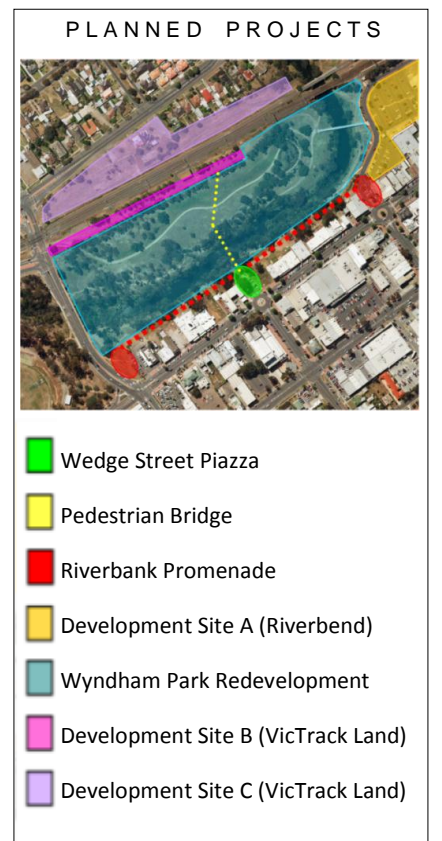 PLANNED PROJECTS
Wedge Street Piazza
Pedestrian Bridge
Riverbank Promenade
Development Site A (Riverbend)
Wyndham Park Redevelopment
Development Site B (VicTrack Land)
Development Site C (VicTrack Land)